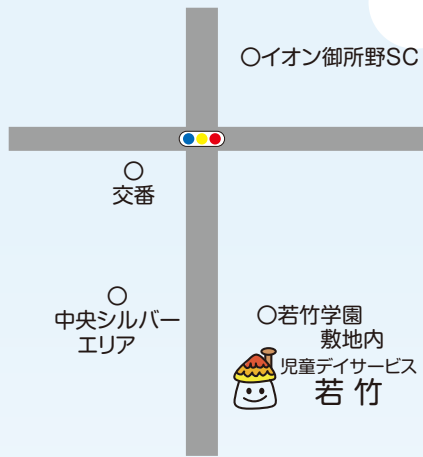 ○イオン御所野SC
○
交番
○
中央シルバー
エリア
○若竹学園
敷地内
児童デイサービス
若竹